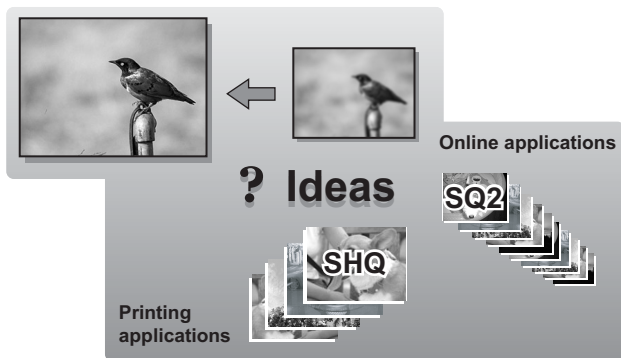 Online applications
SQ2
? Ideas
SHQ
Printing
applications